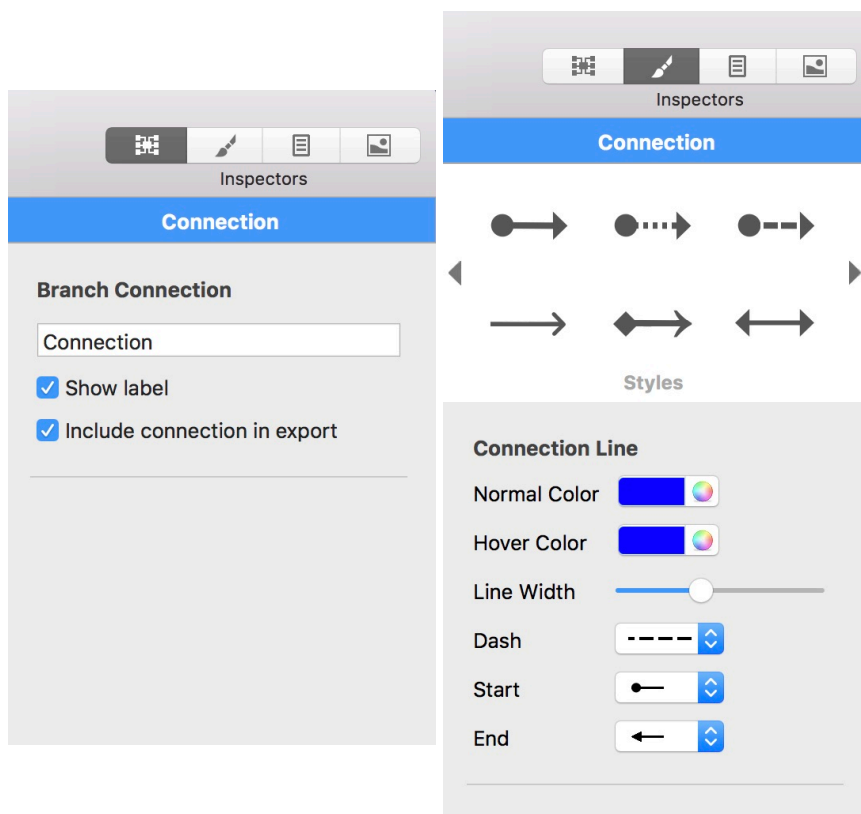 Inspectors
Connection
Branch Connection
Connection
Show label
Include connection in export
Inspectors
Connection
Styles
Connection Line
Normal Color
Hover Color
Line Width
Dash
Start
End